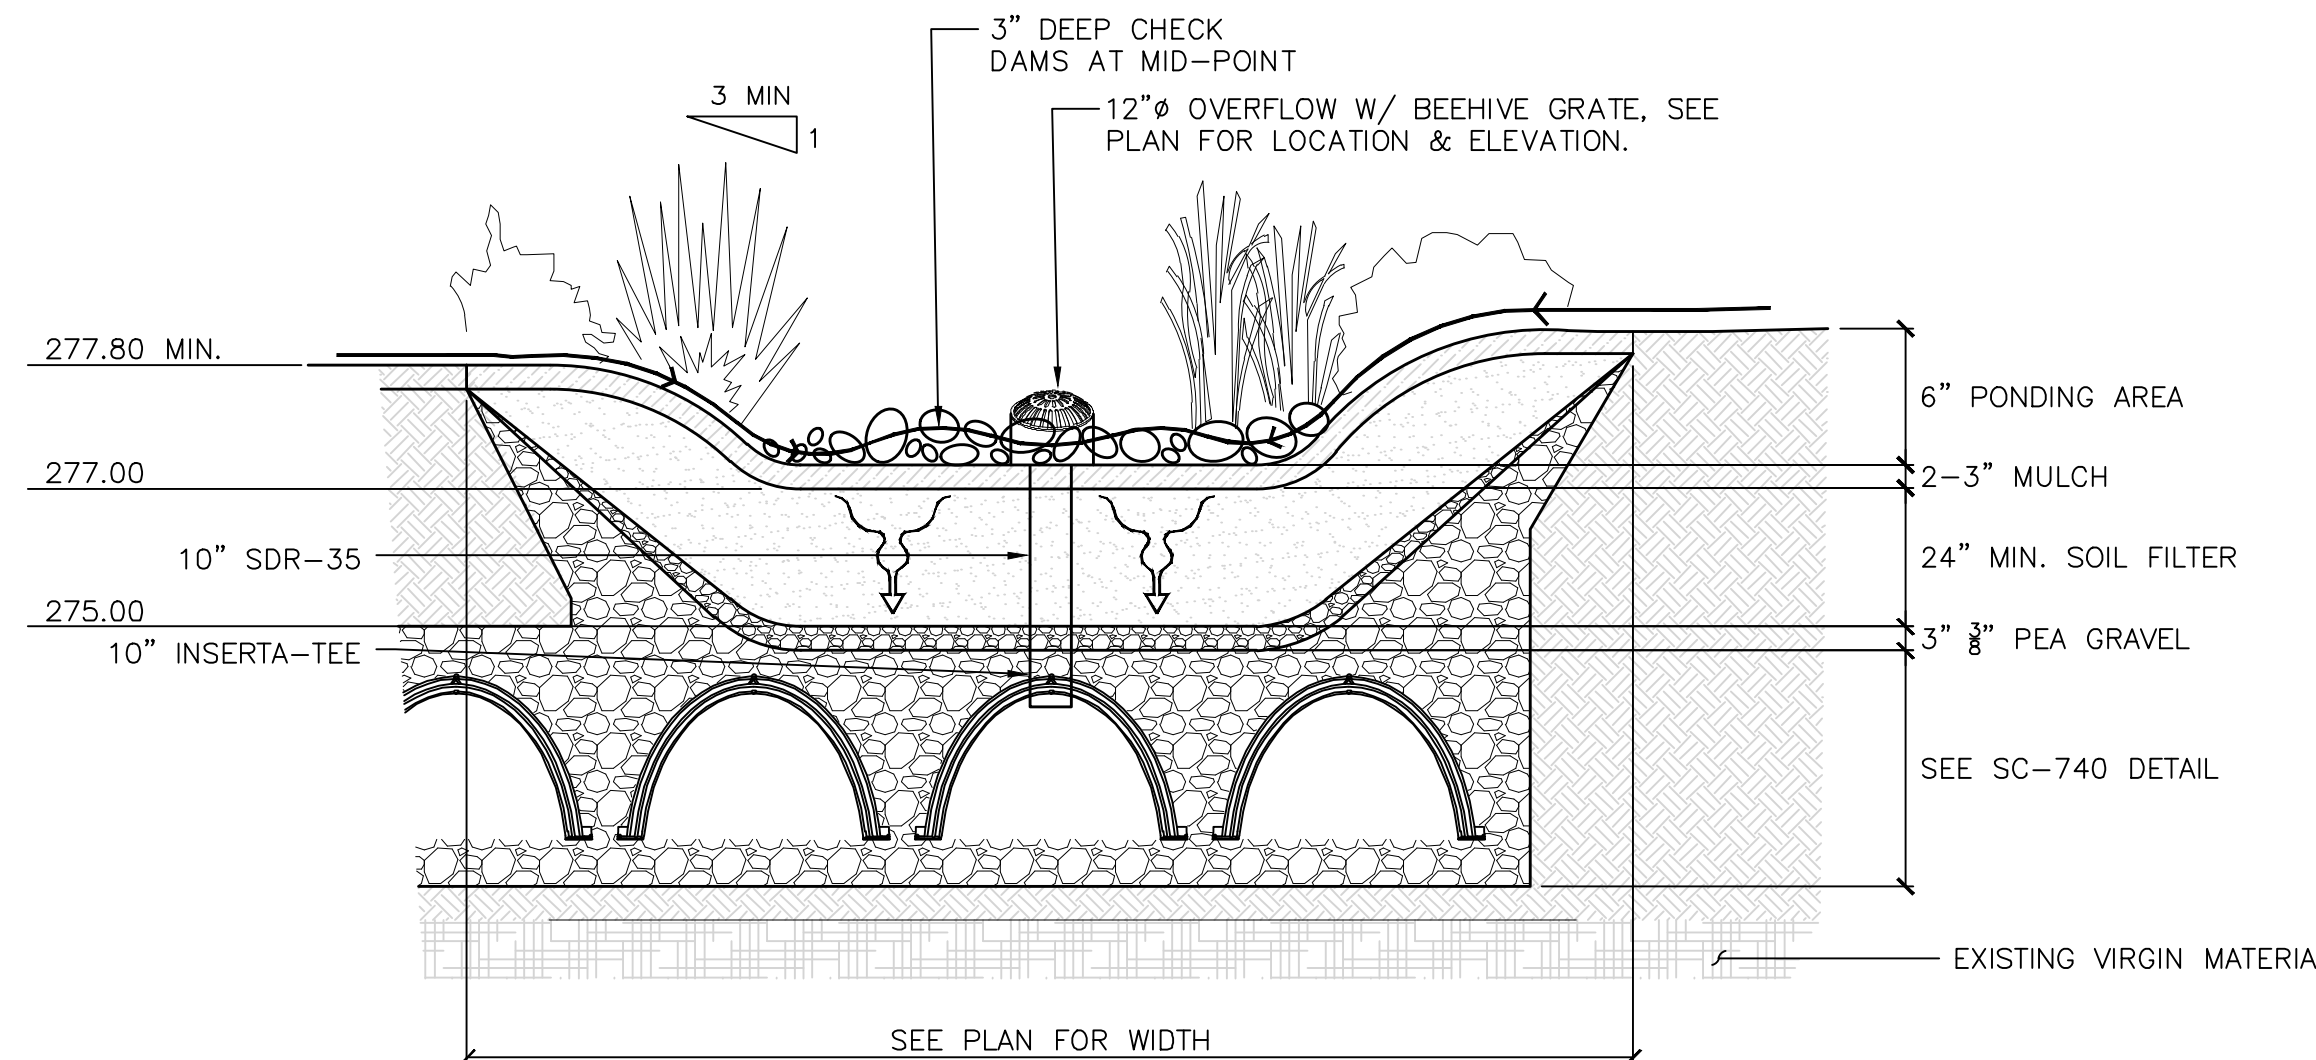 3” DEEP CHECK
DAMS AT MID-POINT
3 MIN
1
12”ø OVERFLOW W/ BEEHIVE GRATE, SEE
PLAN FOR LOCATION & ELEVATION.
277.80 MIN.
6” PONDING AREA
277.00
2-3” MULCH
10” SDR-35
24” MIN. SOIL FILTER
275.00
10” INSERTA-TEE
3” 3/8” PEA GRAVEL
SEE SC-740 DETAIL
EXISTING VIRGIN MATERIA
SEE PLAN FOR WIDTH